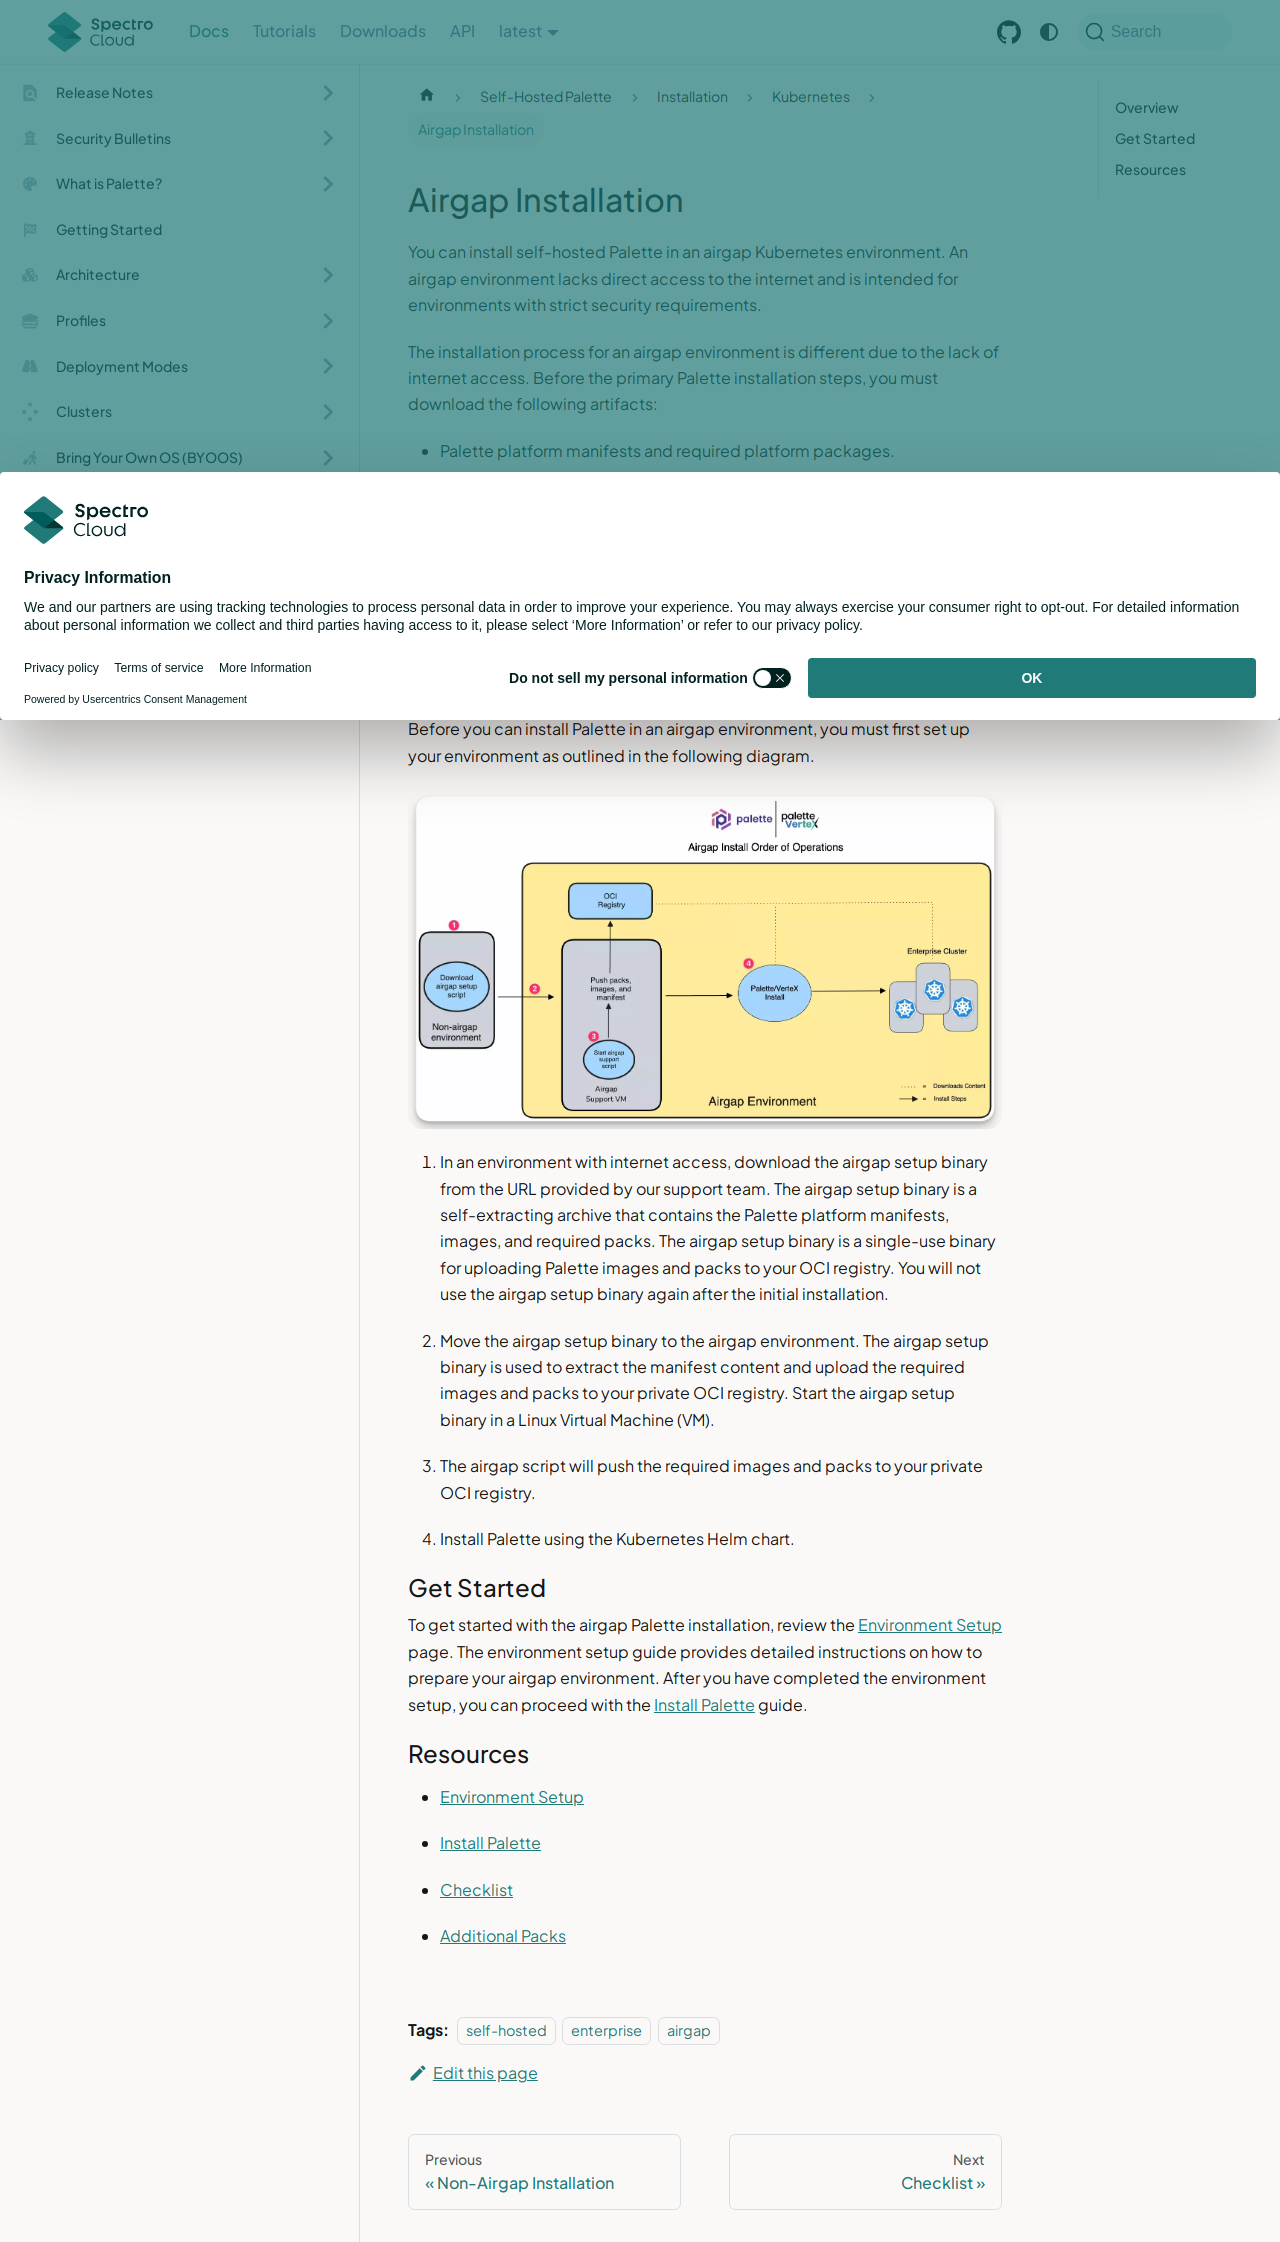 Spectro Cloud
Docs
Tutorials
Downloads
API
latest
Search
Release Notes
Security Bulletins
What is Palette?
Getting Started
Architecture
Profiles
Deployment Modes
Clusters
Bring Your Own OS (BYOOS)
Self-Hosted Palette
Installation
Kubernetes
Airgap Installation
Overview
Get Started
Resources
Airgap Installation
You can install self-hosted Palette in an airgap Kubernetes environment. An
airgap environment lacks direct access to the internet and is intended for
environments with strict security requirements.
The installation process for an airgap environment is different due to the lack of
internet access. Before the primary Palette installation steps, you must
download the following artifacts:
Palette platform manifests and required platform packages.
Spectro
Cloud
Privacy Information
We and our partners are using tracking technologies to process personal data in order to improve your experience. You may always exercise your consumer right to opt-out. For detailed information
about personal information we collect and third parties having access to it, please select ‘More Information’ or refer to our privacy policy.
Privacy policy
Terms of service
More Information
Powered by Usercentrics Consent Management
Do not sell my personal information
OK
Before you can install Palette in an airgap environment, you must first set up
your environment as outlined in the following diagram.
palette
palette
VerteX
Airgap Install Order of Operations
OCI
Registry
1
Download
airgap setup
script
Non-airgap
environment
2
Push packs,
images, and
manifest
3
Start airgap
support
script
Airgap
Support VM
4
Palette/VerteX
Install
Enterprise Cluster
= Downloads Content
= Install Steps
Airgap Environment
1. In an environment with internet access, download the airgap setup binary
from the URL provided by our support team. The airgap setup binary is a
self-extracting archive that contains the Palette platform manifests,
images, and required packs. The airgap setup binary is a single-use binary
for uploading Palette images and packs to your OCI registry. You will not
use the airgap setup binary again after the initial installation.
2. Move the airgap setup binary to the airgap environment. The airgap setup
binary is used to extract the manifest content and upload the required
images and packs to your private OCI registry. Start the airgap setup
binary in a Linux Virtual Machine (VM).
3. The airgap script will push the required images and packs to your private
OCI registry.
4. Install Palette using the Kubernetes Helm chart.
Get Started
To get started with the airgap Palette installation, review the Environment Setup
page. The environment setup guide provides detailed instructions on how to
prepare your airgap environment. After you have completed the environment
setup, you can proceed with the Install Palette guide.
Resources
Environment Setup
Install Palette
Checklist
Additional Packs
Tags: self-hosted enterprise airgap
Edit this page
Previous
« Non-Airgap Installation
Next
Checklist »